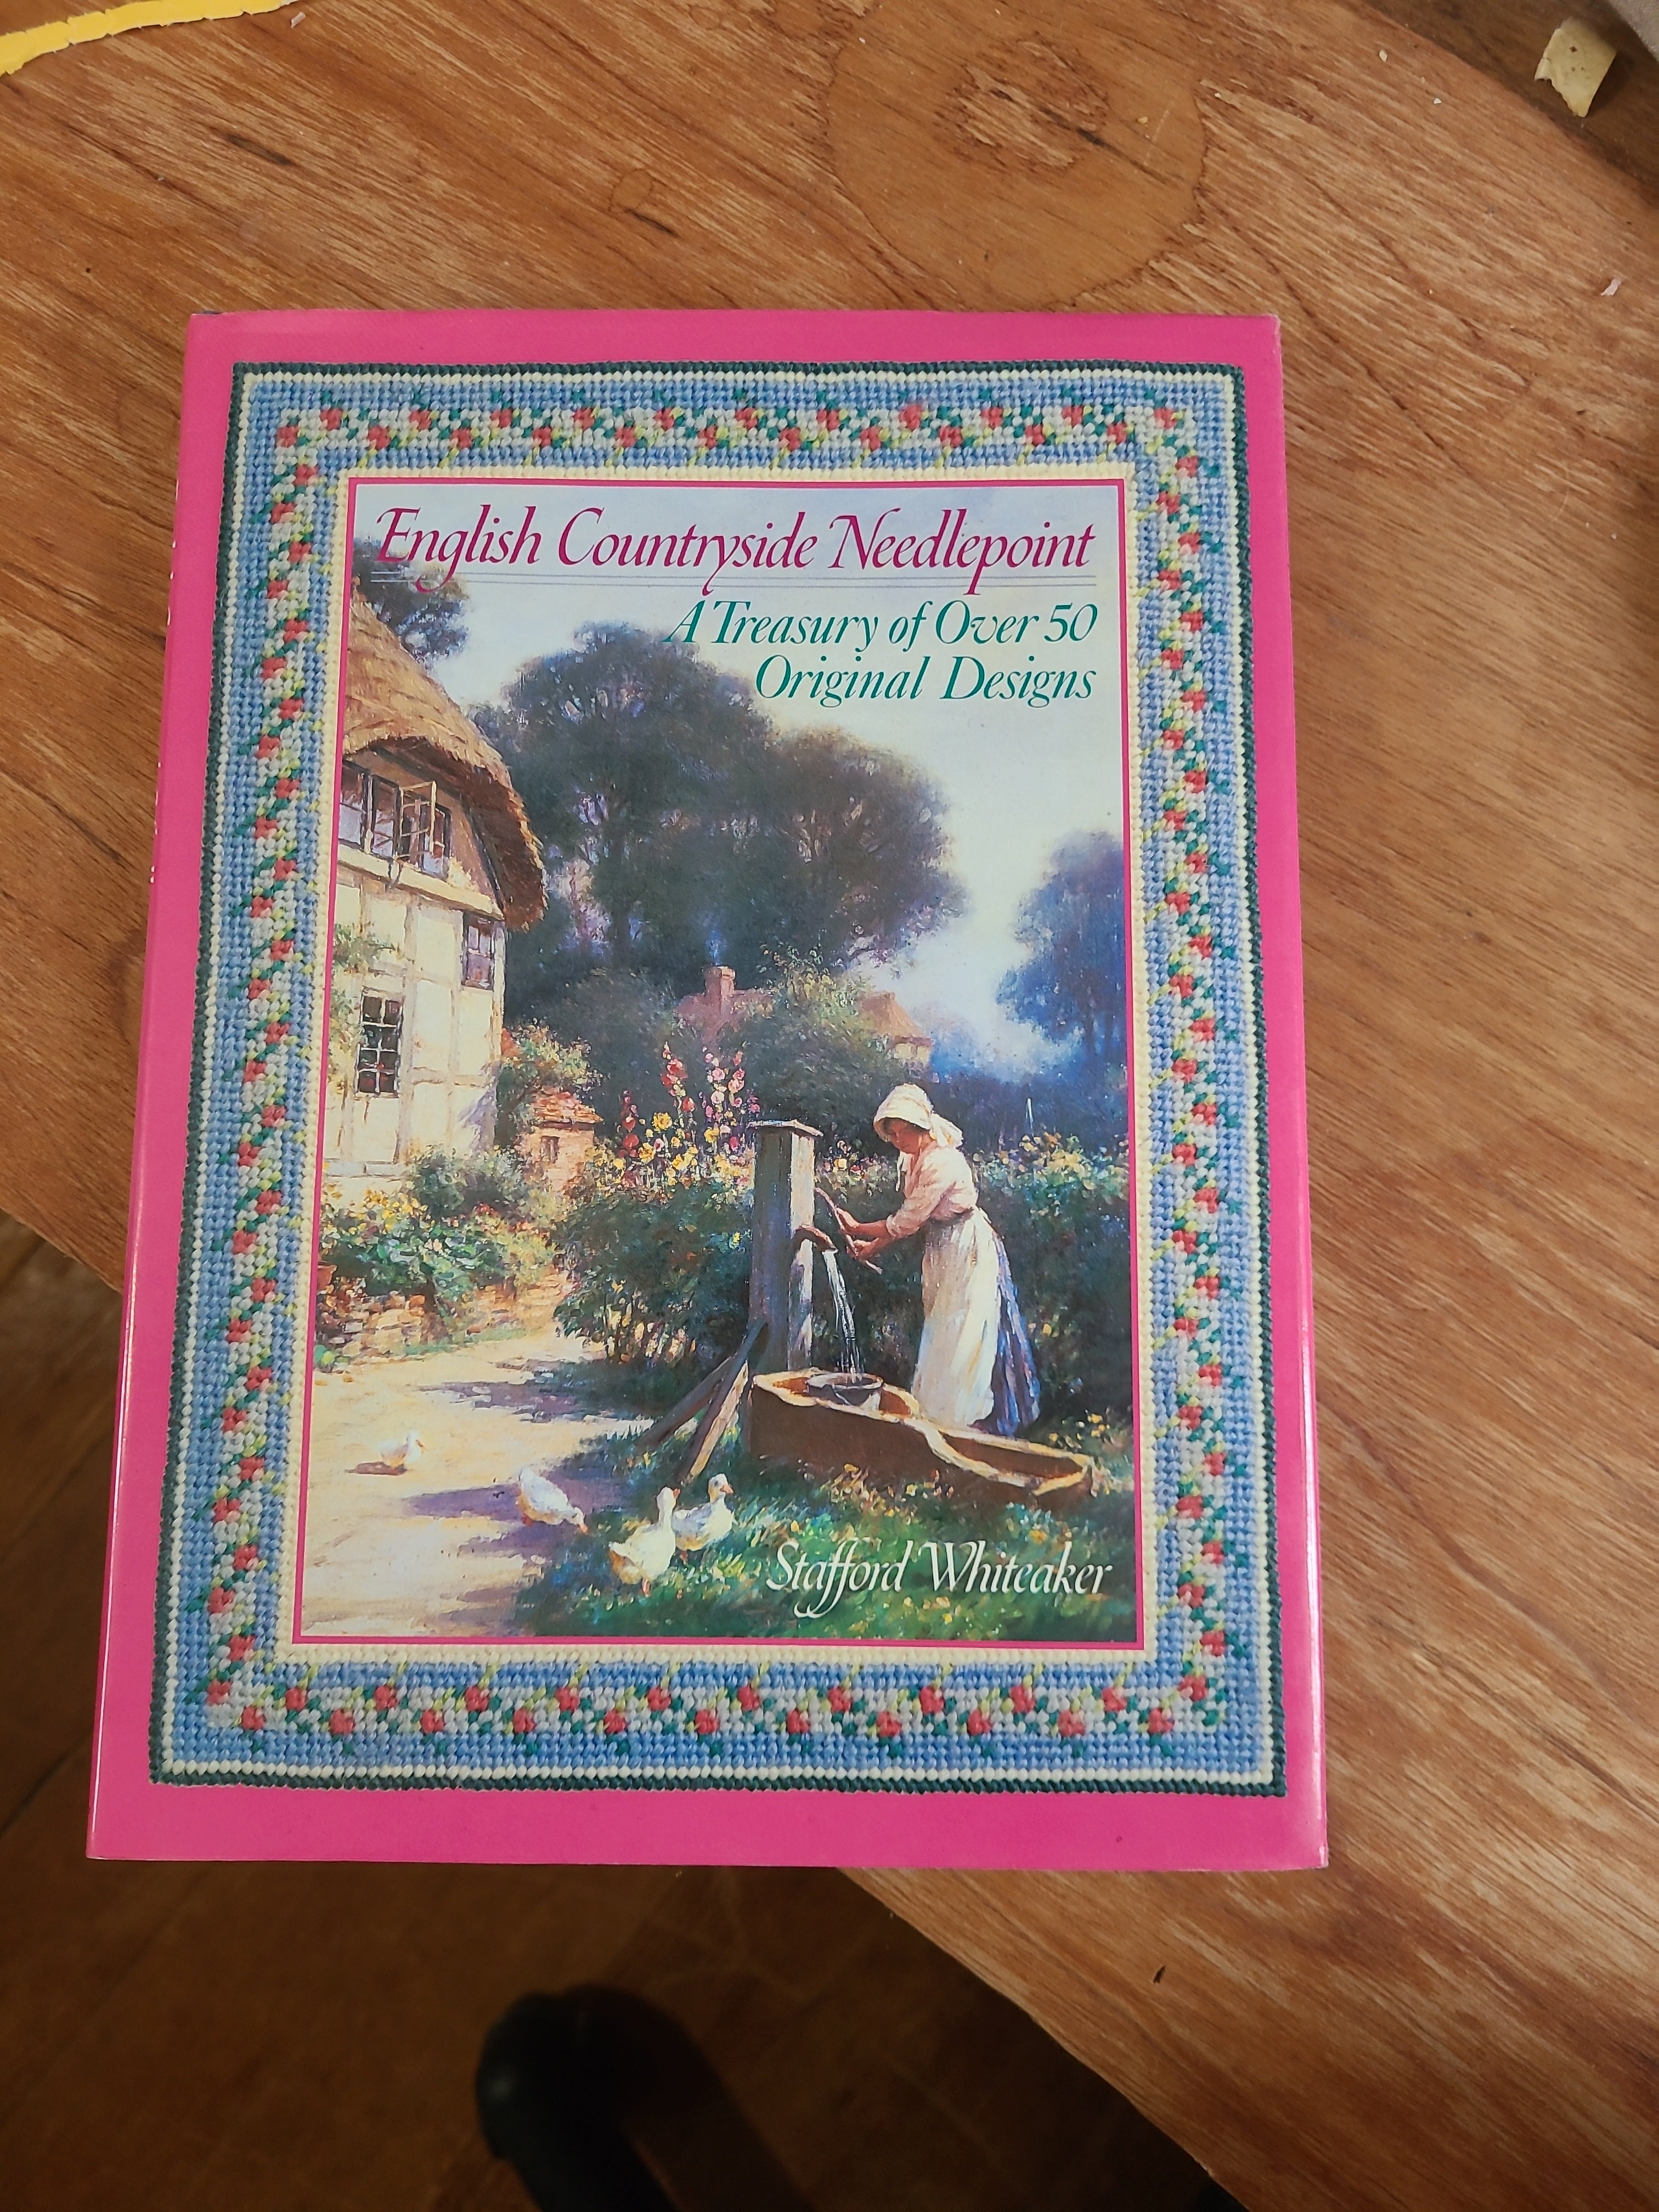 English Countryside Needlepoint
A Treasury of Over 50
Original Designs
Stafford Whiteaker